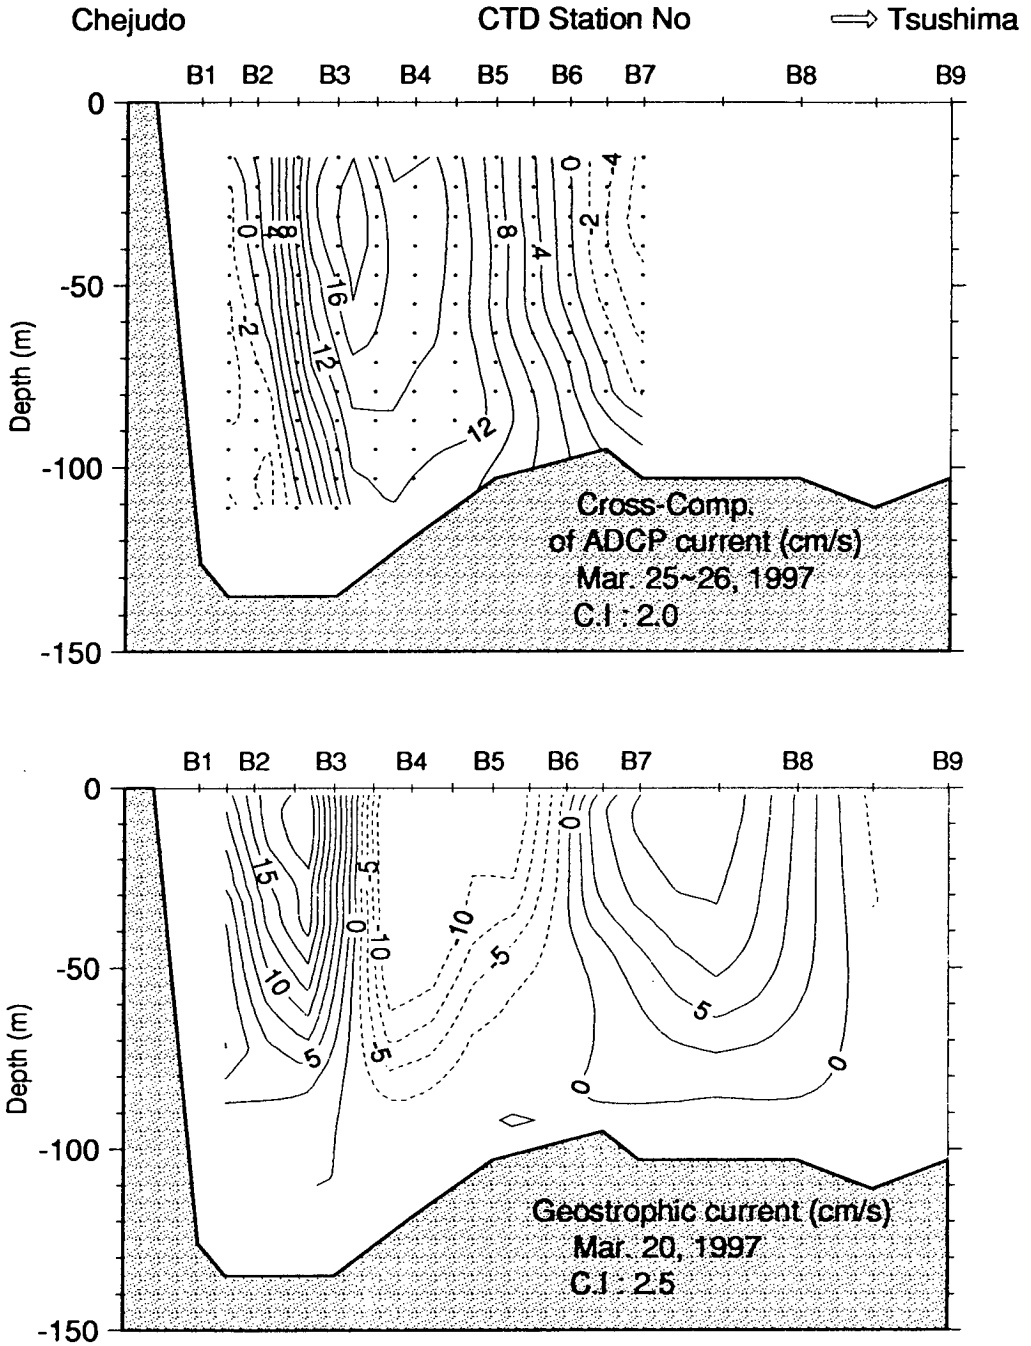 Chejudo CTD Station No ⇒ Tsushima
B1 B2 B3 B4 B5 B6 B7 B8 B9
0
-50
-100
-150
Depth (m)
0 4 8 8 0 -4
-2
4
16
-2
12
12
Cross-Comp.
of ADCP current (cm/s)
Mar. 25~26, 1997
C.I : 2.0
B1 B2 B3 B4 B5 B6 B7 B8 B9
0
-50
-100
-150
Depth (m)
0
15 -5
0 -10 -10
-5
10
5
5 -5
0 0
Geostrophic current (cm/s)
Mar. 20, 1997
C.I : 2.5